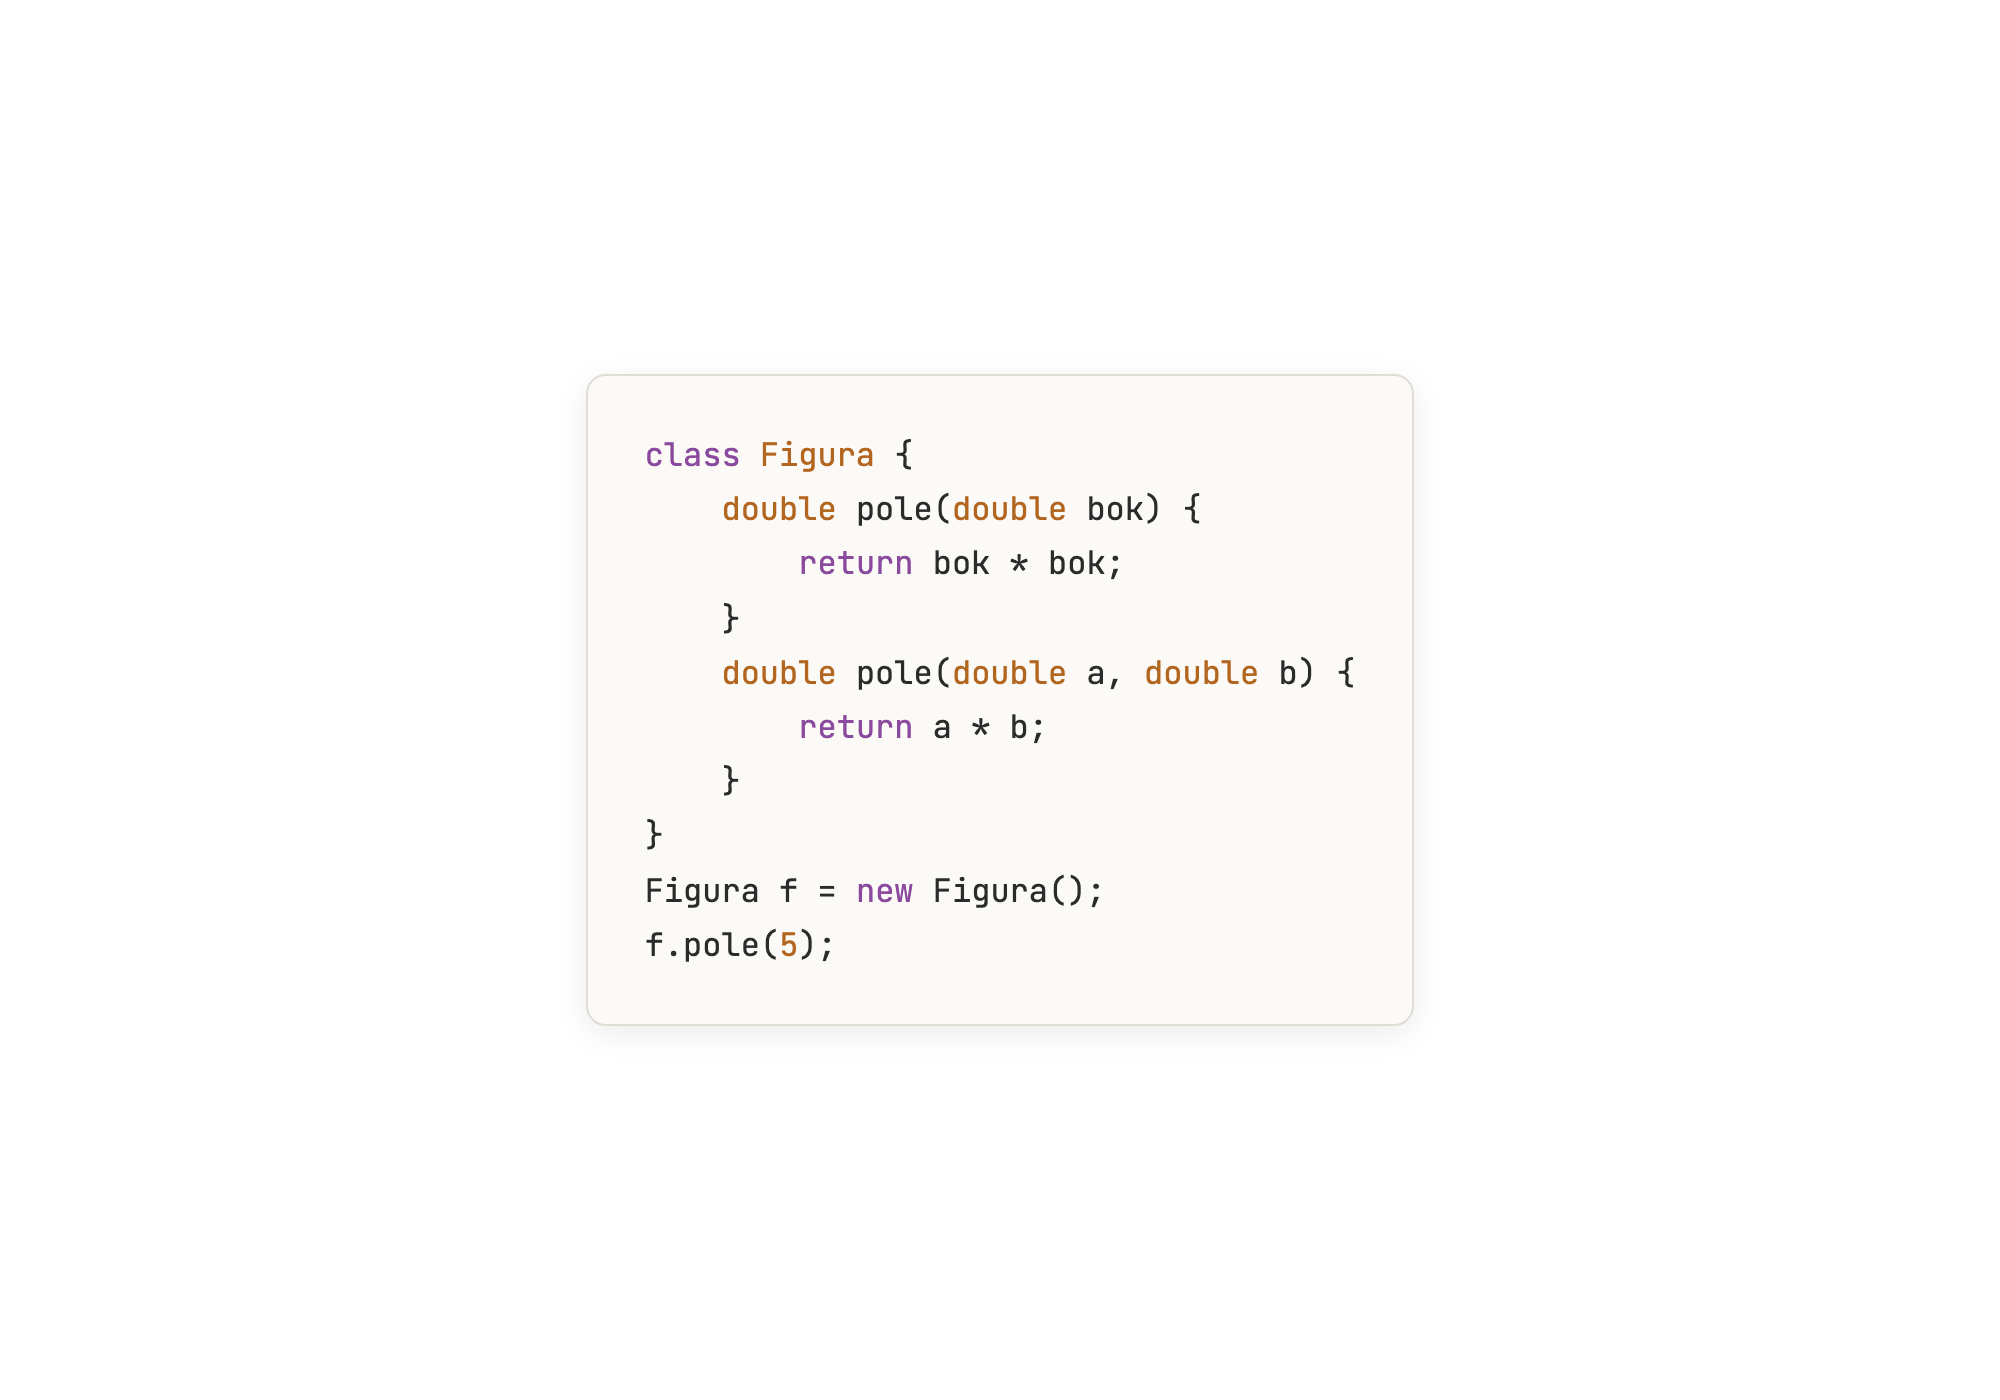 class Figura {
    double pole(double bok) {
        return bok * bok;
    }
    double pole(double a, double b) {
        return a * b;
    }
}
Figura f = new Figura();
f.pole(5);